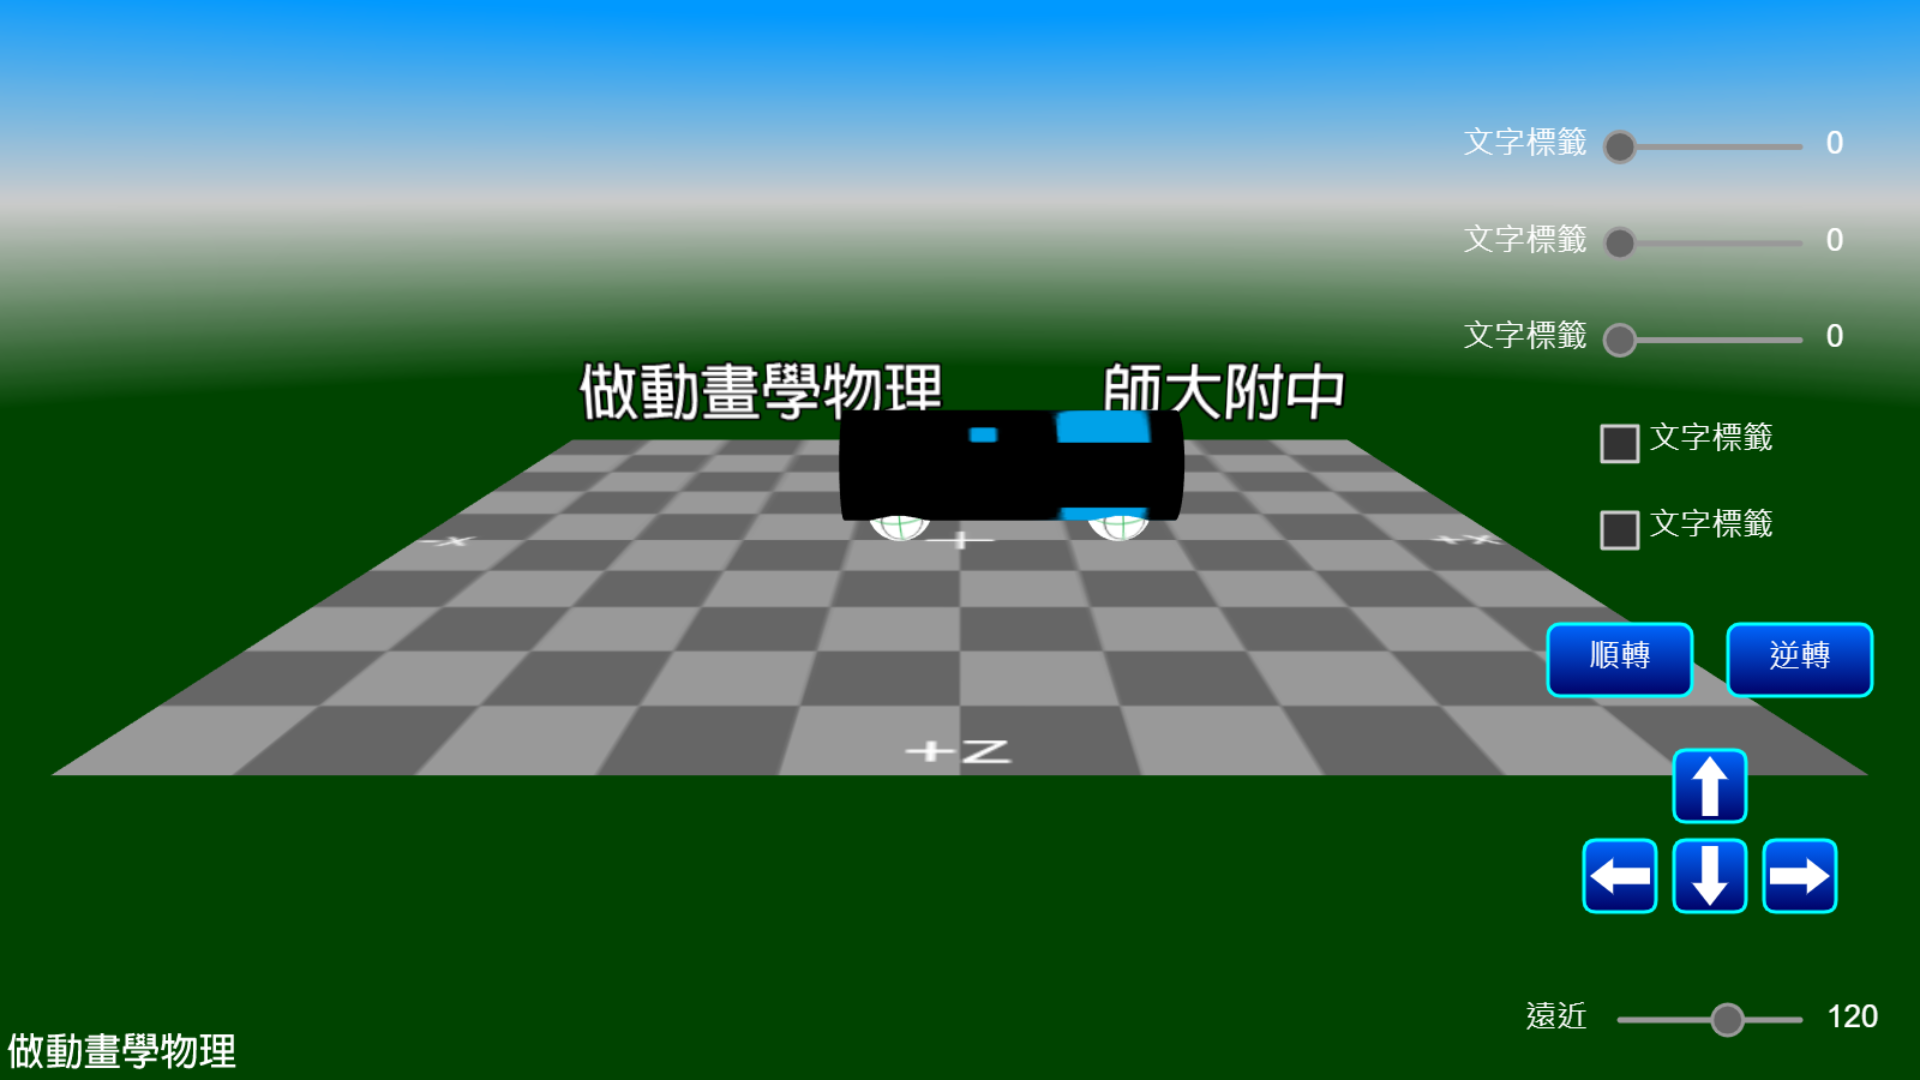 文字標籤 0
文字標籤 0
文字標籤 0
做動畫學物理 師大附中
文字標籤
-x +x
文字標籤
順轉 逆轉
+Z
遠近 120
做動畫學物理